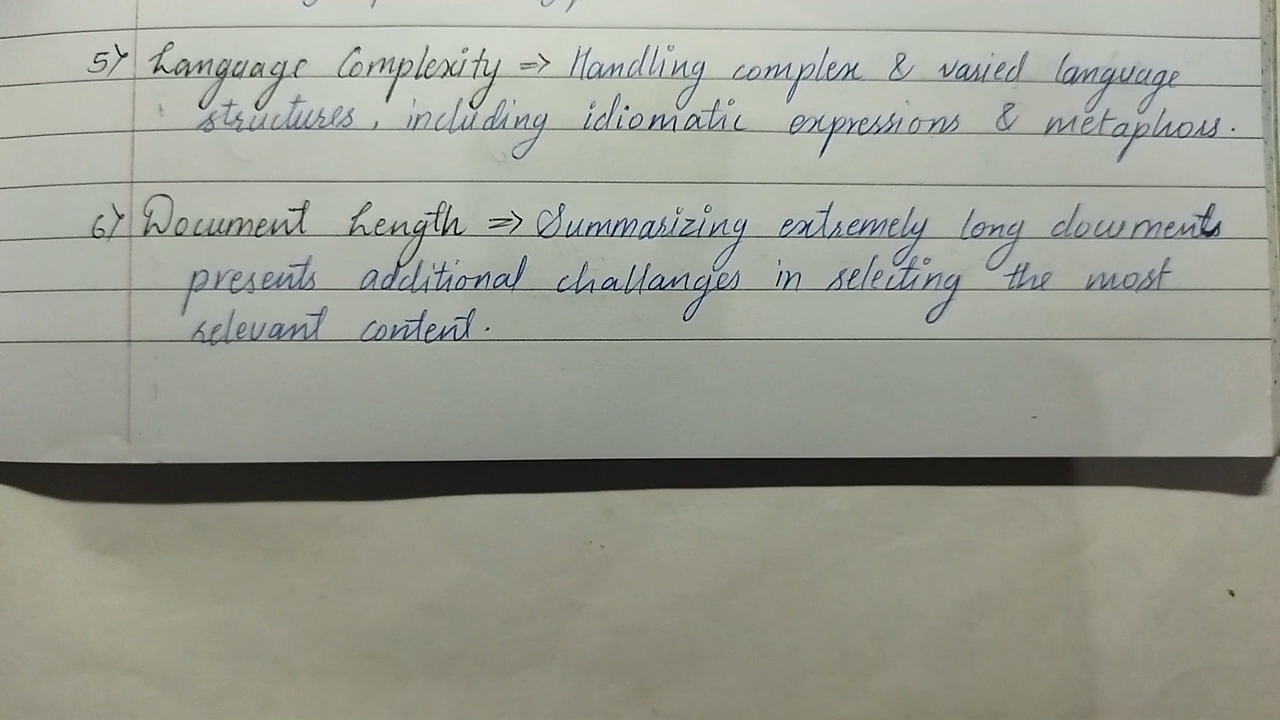 5) Language Complexity => Handling complex & varied language
structures, including idiomatic expressions & metaphors.
6) Document Length => Summarizing extremely long documents
presents additional challanges in selecting the most
relevant content.